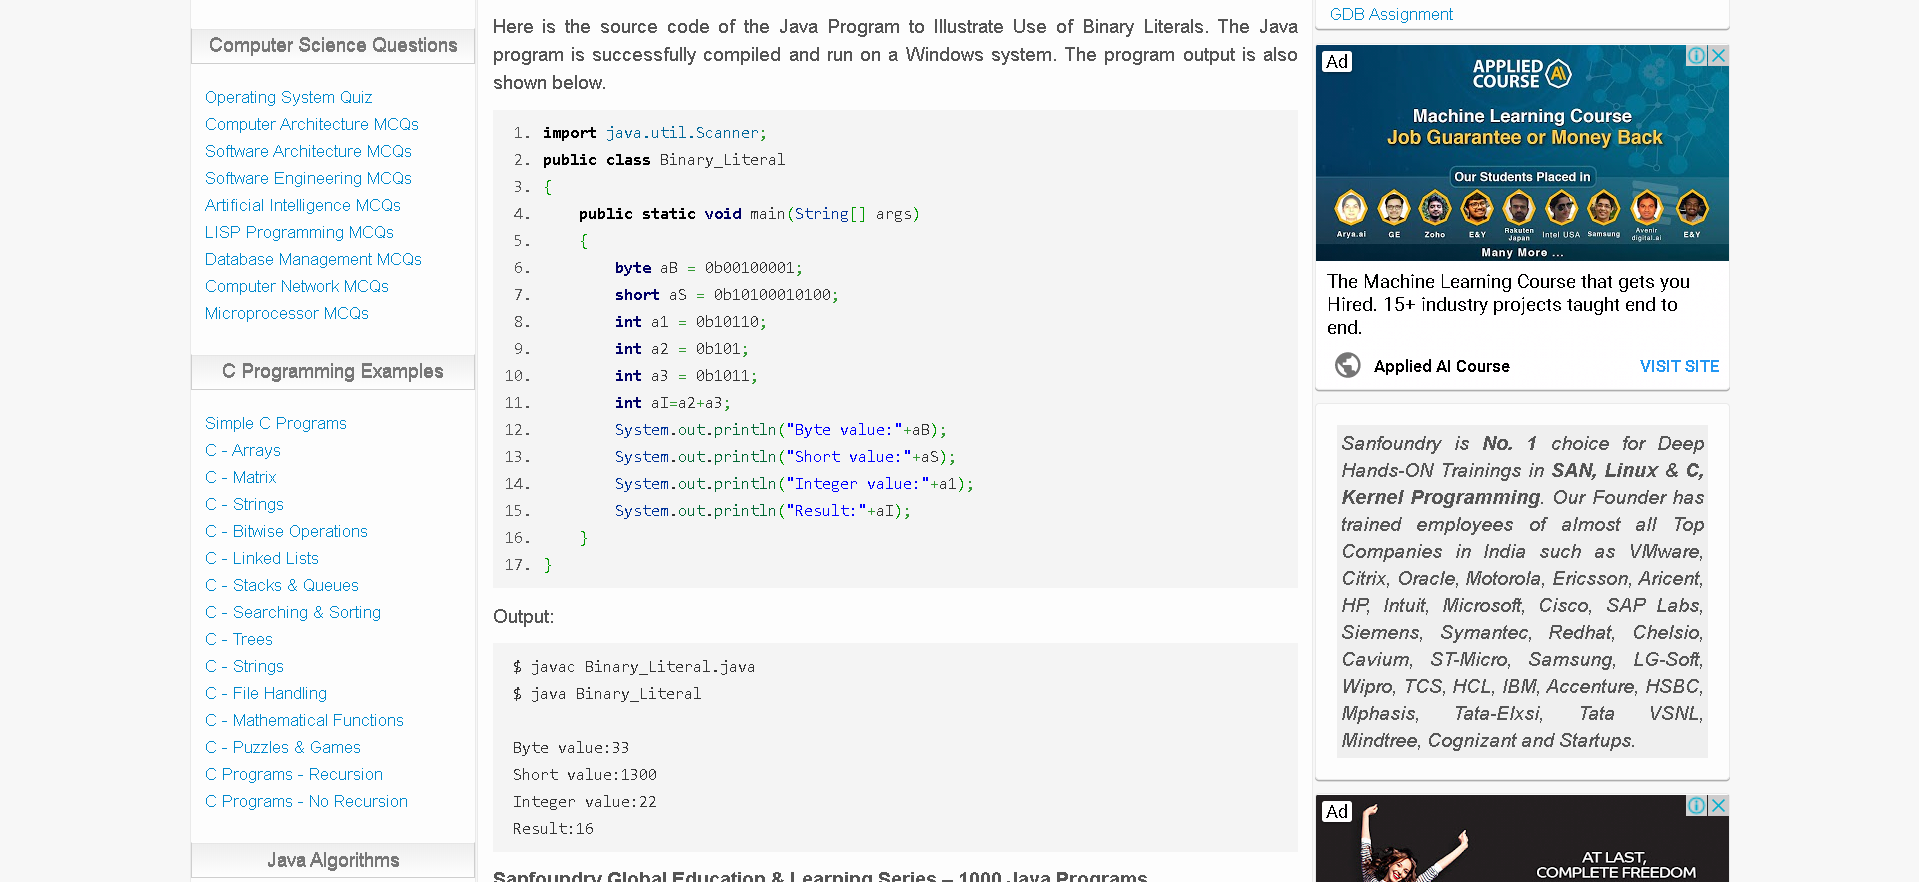 Computer Science Questions
Operating System Quiz
Computer Architecture MCQs
Software Architecture MCQs
Software Engineering MCQs
Artificial Intelligence MCQs
LISP Programming MCQs
Database Management MCQs
Computer Network MCQs
Microprocessor MCQs
C Programming Examples
Simple C Programs
C - Arrays
C - Matrix
C - Strings
C - Bitwise Operations
C - Linked Lists
C - Stacks & Queues
C - Searching & Sorting
C - Trees
C - Strings
C - File Handling
C - Mathematical Functions
C - Puzzles & Games
C Programs - Recursion
C Programs - No Recursion
Java Algorithms
Here is the source code of the Java Program to Illustrate Use of Binary Literals. The Java
program is successfully compiled and run on a Windows system. The program output is also
shown below.
1. import java.util.Scanner;
2. public class Binary_Literal
3. {
4.     public static void main(String[] args)
5.     {
6.         byte aB = 0b00100001;
7.         short aS = 0b10100010100;
8.         int a1 = 0b10110;
9.         int a2 = 0b101;
10.         int a3 = 0b1011;
11.         int aI=a2+a3;
12.         System.out.println("Byte value:"+aB);
13.         System.out.println("Short value:"+aS);
14.         System.out.println("Integer value:"+a1);
15.         System.out.println("Result:"+aI);
16.     }
17. }
Output:
$ javac Binary_Literal.java
$ java Binary_Literal
Byte value:33
Short value:1300
Integer value:22
Result:16
Sanfoundry Global Education & Learning Series – 1000 Java Programs
GDB Assignment
Ad
APPLIED
COURSE AI
Machine Learning Course
Job Guarantee or Money Back
Our Students Placed in
Arya.ai GE Zoho E&Y Rakuten Japan Intel USA Samsung Avenir digital.ai E&Y
Many More ...
The Machine Learning Course that gets you
Hired. 15+ industry projects taught end to
end.
Applied AI Course VISIT SITE
Sanfoundry is No. 1 choice for Deep
Hands-ON Trainings in SAN, Linux & C,
Kernel Programming. Our Founder has
trained employees of almost all Top
Companies in India such as VMware,
Citrix, Oracle, Motorola, Ericsson, Aricent,
HP, Intuit, Microsoft, Cisco, SAP Labs,
Siemens, Symantec, Redhat, Chelsio,
Cavium, ST-Micro, Samsung, LG-Soft,
Wipro, TCS, HCL, IBM, Accenture, HSBC,
Mphasis, Tata-Elxsi, Tata VSNL,
Mindtree, Cognizant and Startups.
Ad
AT LAST,
COMPLETE FREEDOM